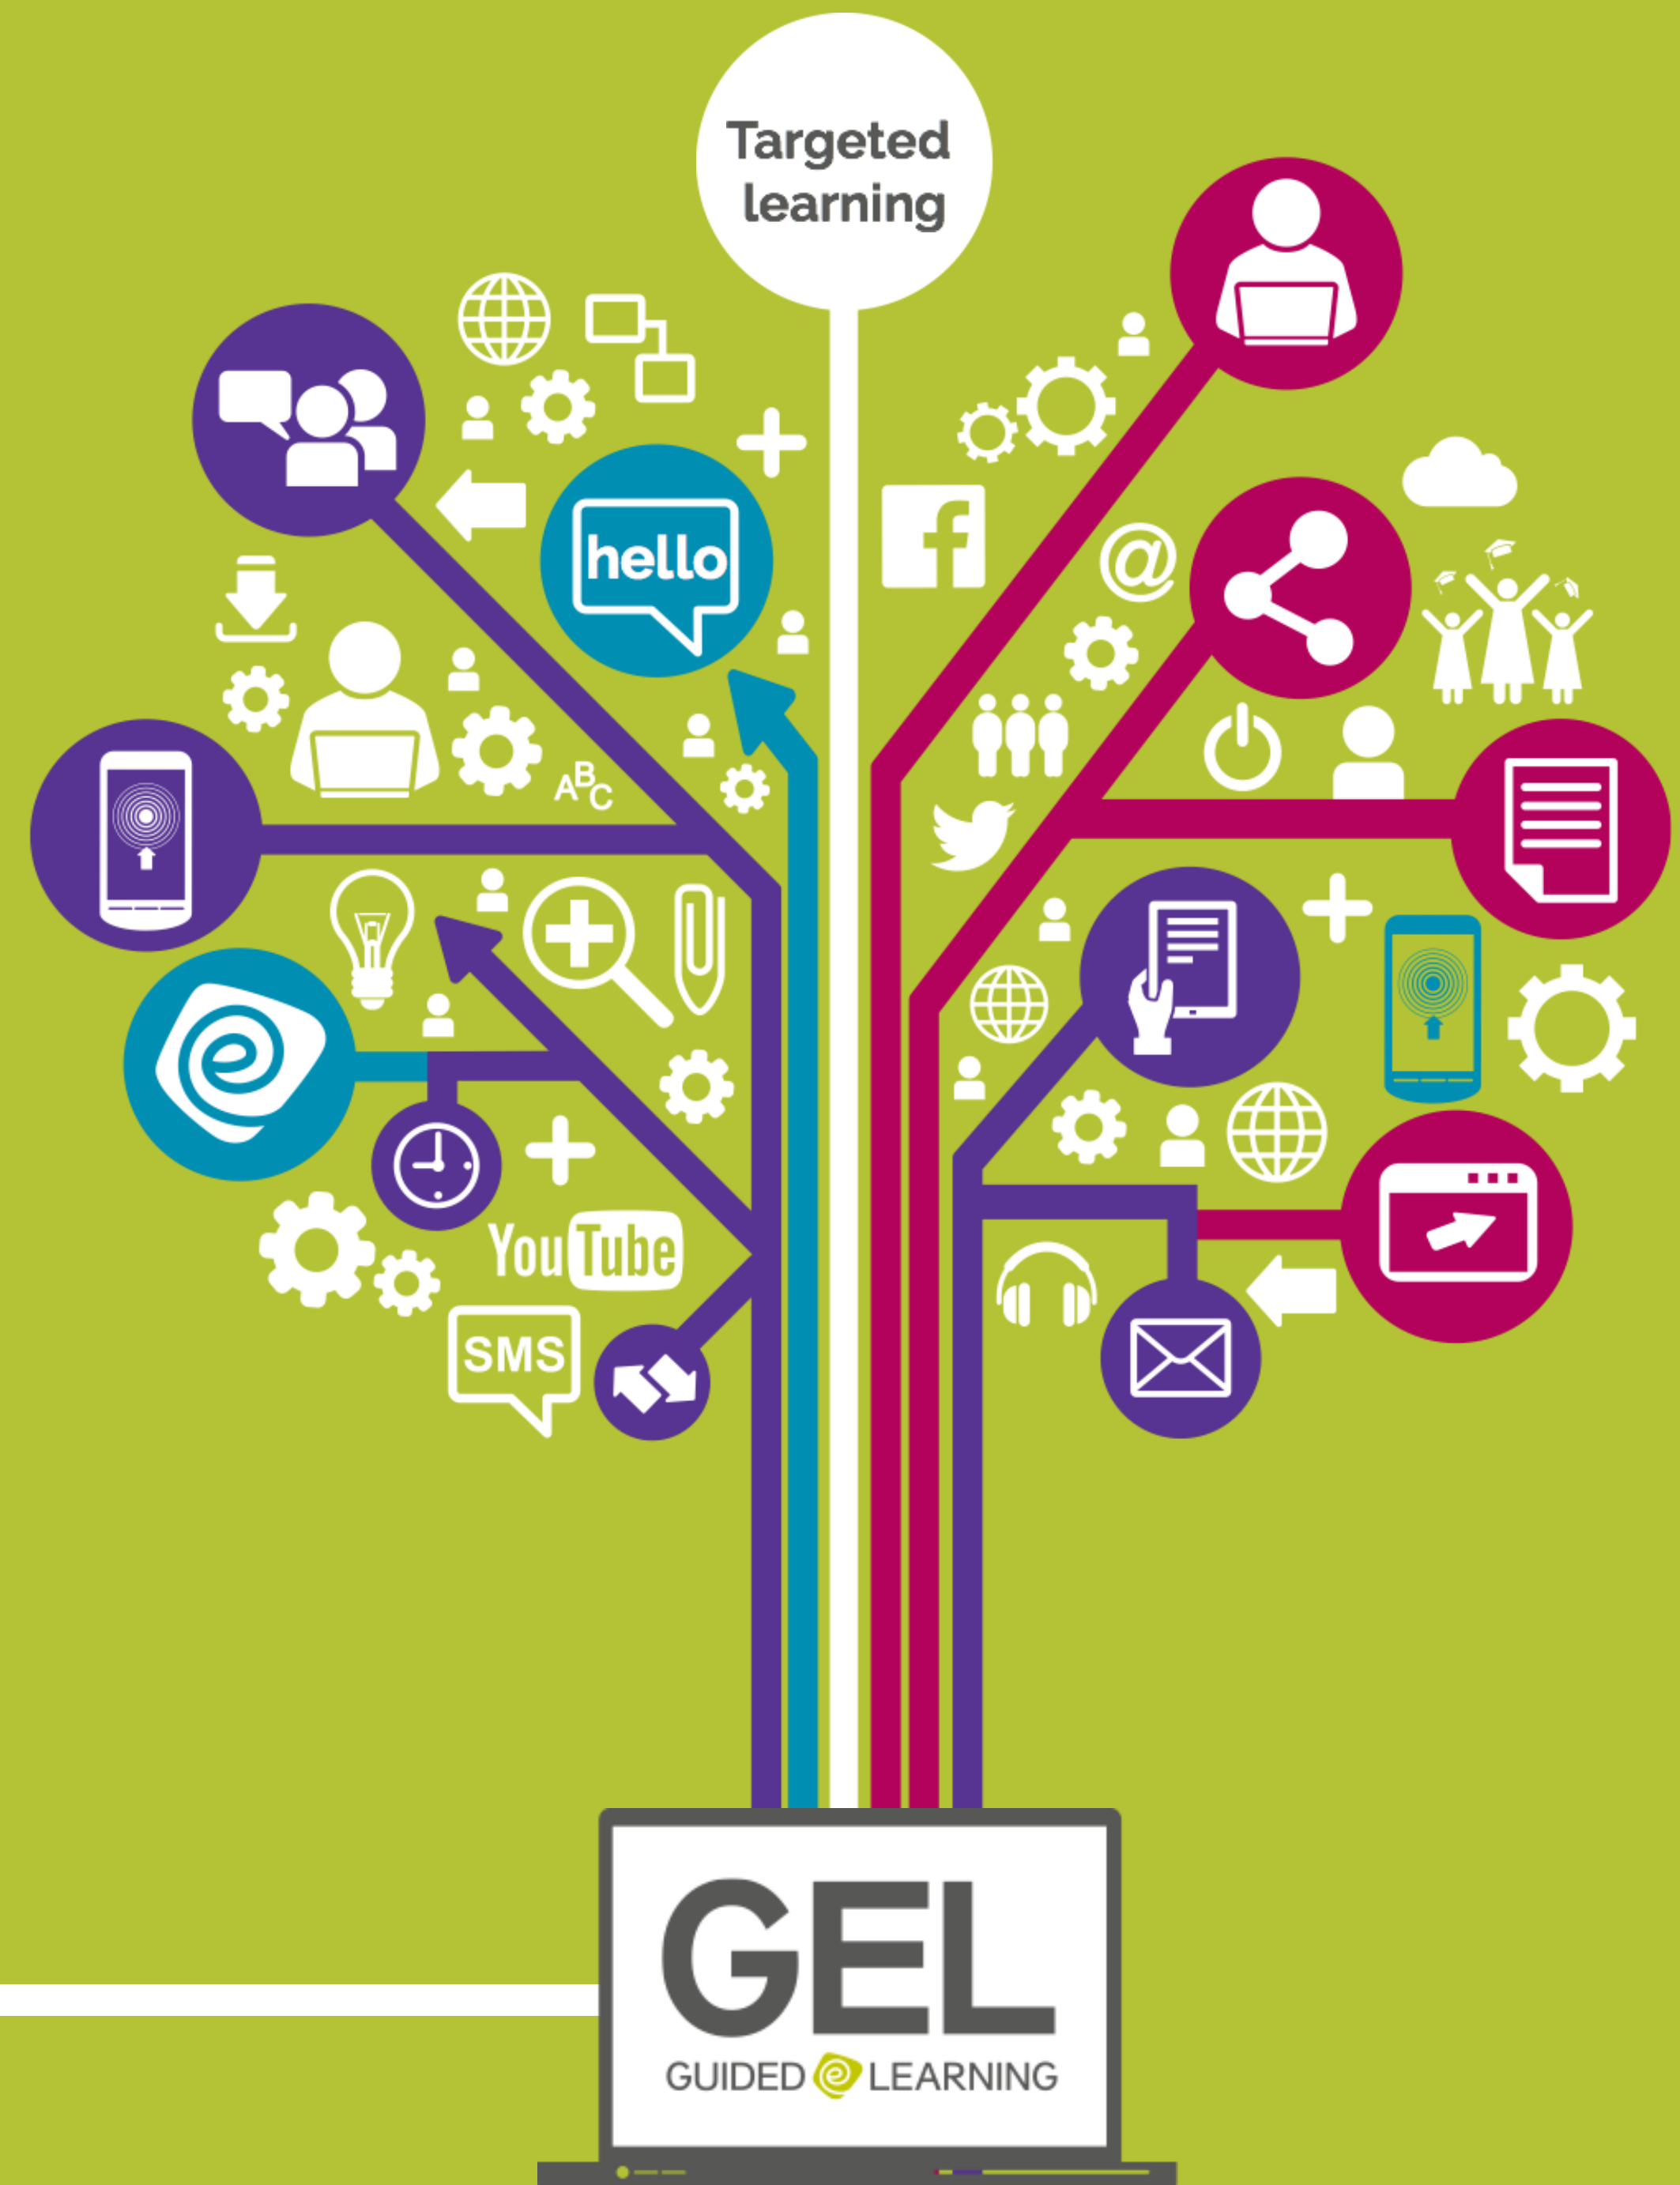 Targeted
learning
hello
@
ABC
YouTube
SMS
GEL
GUIDED e LEARNING